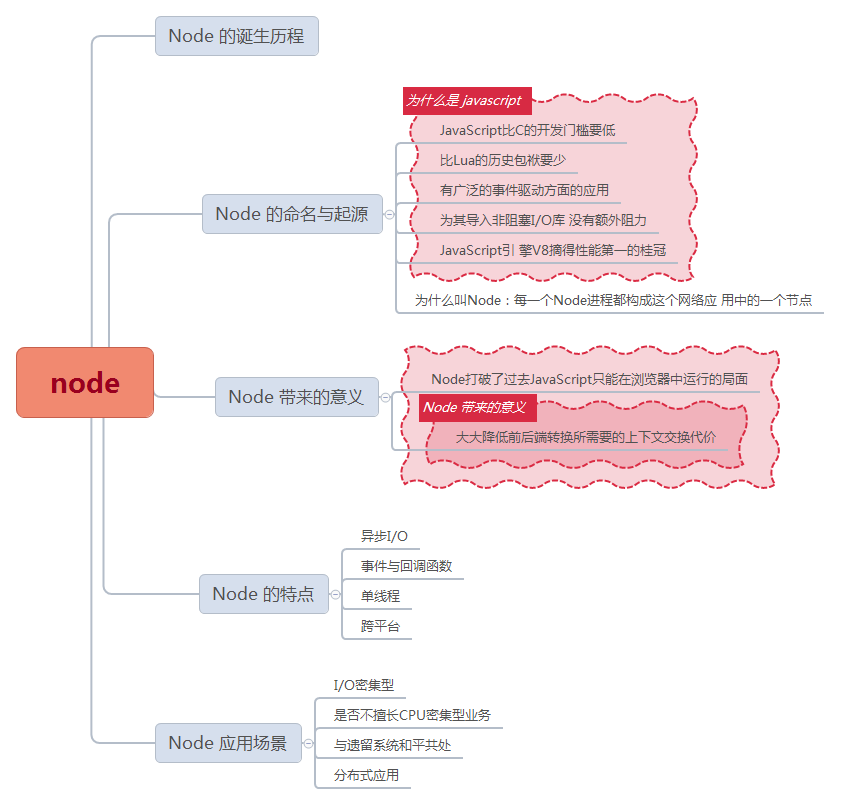 Node 的诞生历程
为什么是 javascript
JavaScript比C的开发门槛要低
比Lua的历史包袱要少
有广泛的事件驱动方面的应用
Node 的命名与起源
为其导入非阻塞I/O库 没有额外阻力
JavaScript引 擎V8摘得性能第一的桂冠
为什么叫Node：每一个Node进程都构成这个网络应 用中的一个节点
node
Node打破了过去JavaScript只能在浏览器中运行的局面
Node 带来的意义
Node 带来的意义
大大降低前后端转换所需要的上下文交换代价
异步I/O
事件与回调函数
Node 的特点
单线程
跨平台
I/O密集型
是否不擅长CPU密集型业务
Node 应用场景
与遗留系统和平共处
分布式应用